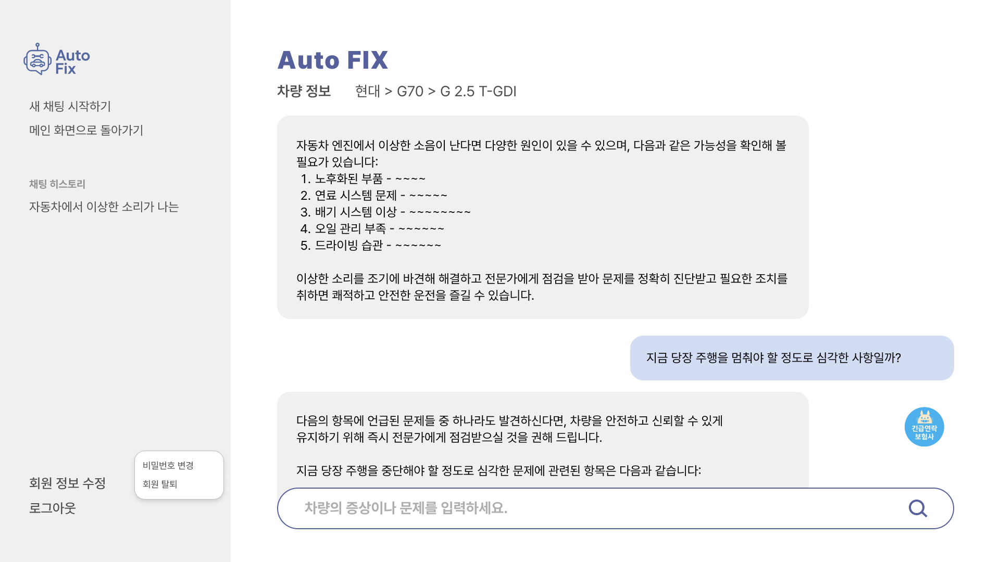 Auto
Fix
새 채팅 시작하기
메인 화면으로 돌아가기
채팅 히스토리
자동차에서 이상한 소리가 나는
회원 정보 수정
로그아웃
비밀번호 변경
회원 탈퇴
Auto FIX
차량 정보 현대 > G70 > G 2.5 T-GDI
자동차 엔진에서 이상한 소음이 난다면 다양한 원인이 있을 수 있으며, 다음과 같은 가능성을 확인해 볼
필요가 있습니다:
1. 노후화된 부품 - ~~~~
2. 연료 시스템 문제 - ~~~~~
3. 배기 시스템 이상 - ~~~~~~~~
4. 오일 관리 부족 - ~~~~~~
5. 드라이빙 습관 - ~~~~~~
이상한 소리를 조기에 바견해 해결하고 전문가에게 점검을 받아 문제를 정확히 진단받고 필요한 조치를
취하면 쾌적하고 안전한 운전을 즐길 수 있습니다.
지금 당장 주행을 멈춰야 할 정도로 심각한 사항일까?
다음의 항목에 언급된 문제들 중 하나라도 발견하신다면, 차량을 안전하고 신뢰할 수 있게
유지하기 위해 즉시 전문가에게 점검받으실 것을 권해 드립니다.
지금 당장 주행을 중단해야 할 정도로 심각한 문제에 관련된 항목은 다음과 같습니다:
긴급연락
보험사
차량의 증상이나 문제를 입력하세요.